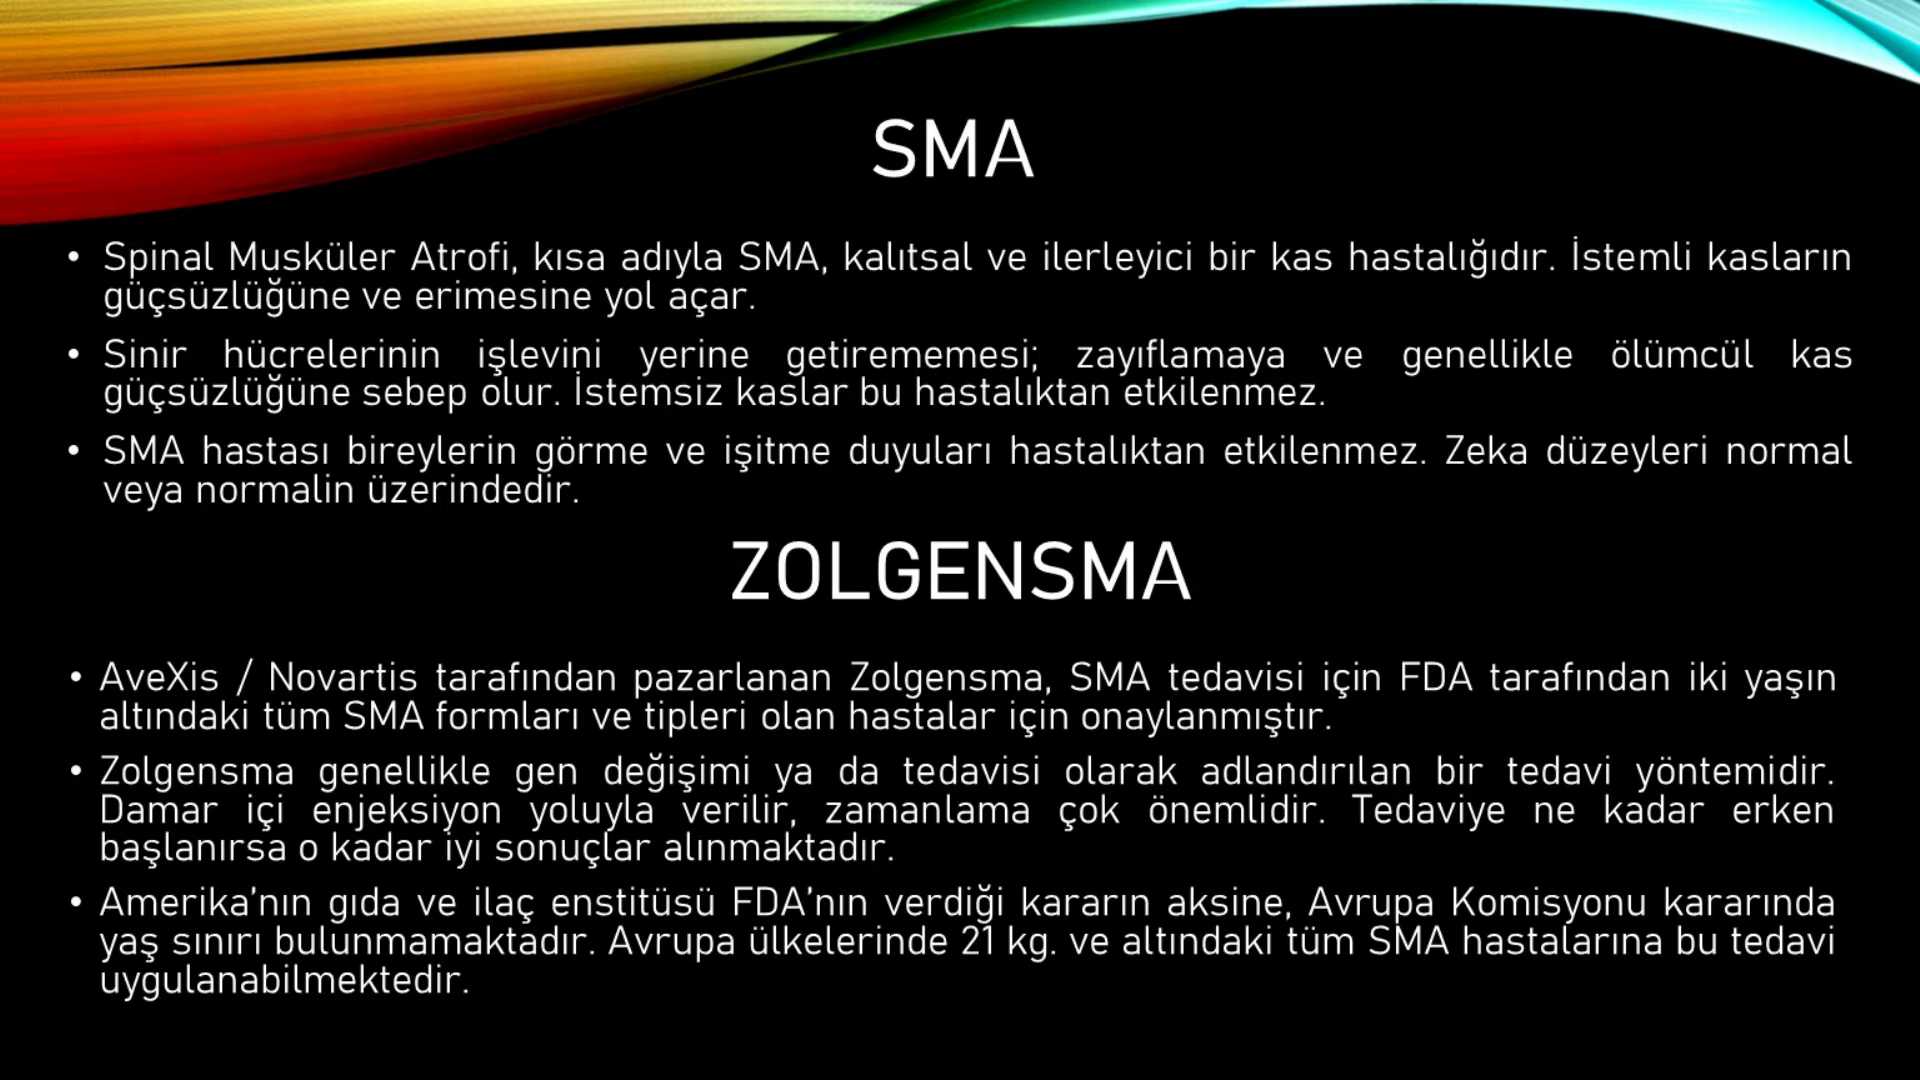 SMA
• Spinal Musküler Atrofi, kısa adıyla SMA, kalıtsal ve ilerleyici bir kas hastalığıdır. İstemli kasların
güçsüzlüğüne ve erimesine yol açar.
• Sinir hücrelerinin işlevini yerine getirememesi; zayıflamaya ve genellikle ölümcül kas
güçsüzlüğüne sebep olur. İstemsiz kaslar bu hastalıktan etkilenmez.
• SMA hastası bireylerin görme ve işitme duyuları hastalıktan etkilenmez. Zeka düzeyleri normal
veya normalin üzerindedir.
ZOLGENSMA
• AveXis / Novartis tarafından pazarlanan Zolgensma, SMA tedavisi için FDA tarafından iki yaşın
altındaki tüm SMA formları ve tipleri olan hastalar için onaylanmıştır.
• Zolgensma genellikle gen değişimi ya da tedavisi olarak adlandırılan bir tedavi yöntemidir.
Damar içi enjeksiyon yoluyla verilir, zamanlama çok önemlidir. Tedaviye ne kadar erken
başlanırsa o kadar iyi sonuçlar alınmaktadır.
• Amerika’nın gıda ve ilaç enstitüsü FDA’nın verdiği kararın aksine, Avrupa Komisyonu kararında
yaş sınırı bulunmamaktadır. Avrupa ülkelerinde 21 kg. ve altındaki tüm SMA hastalarına bu tedavi
uygulanabilmektedir.